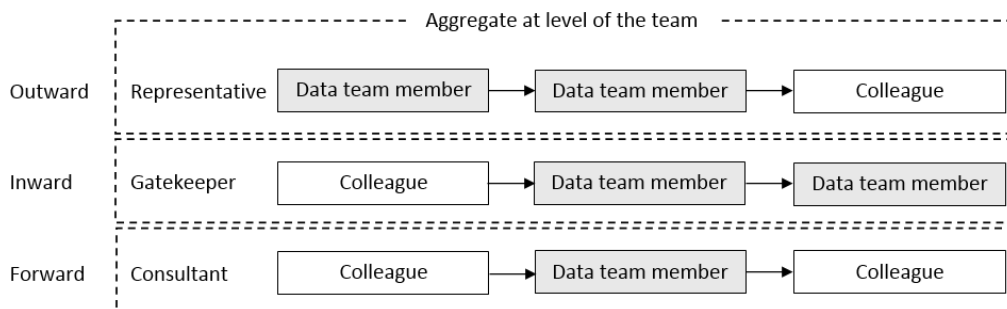 Aggregate at level of the team
Outward Representative Data team member Data team member Colleague
Inward Gatekeeper Colleague Data team member Data team member
Forward Consultant Colleague Data team member Colleague